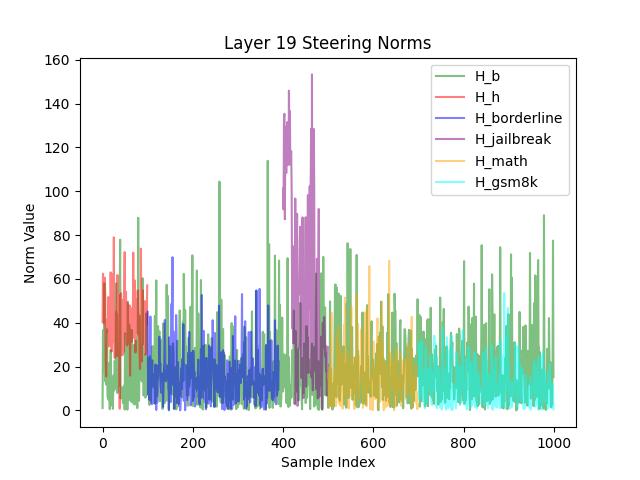 Layer 19 Steering Norms
160
140
120
100
80
60
40
20
0
Norm Value
H_b
H_h
H_borderline
H_jailbreak
H_math
H_gsm8k
0
200
400
600
800
1000
Sample Index